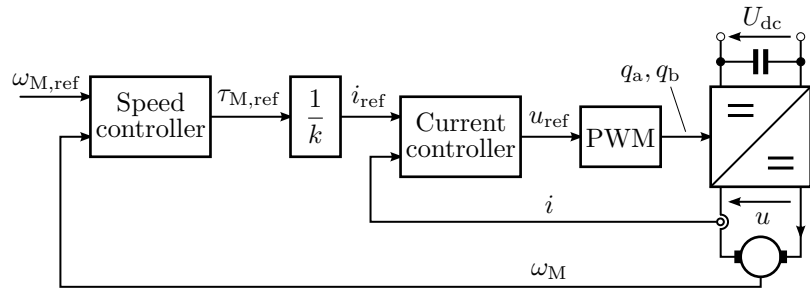 U_dc
ω_M,ref
Speed
controller
τ_M,ref
1
k
i_ref
Current
controller
u_ref
PWM
q_a, q_b
i
u
ω_M